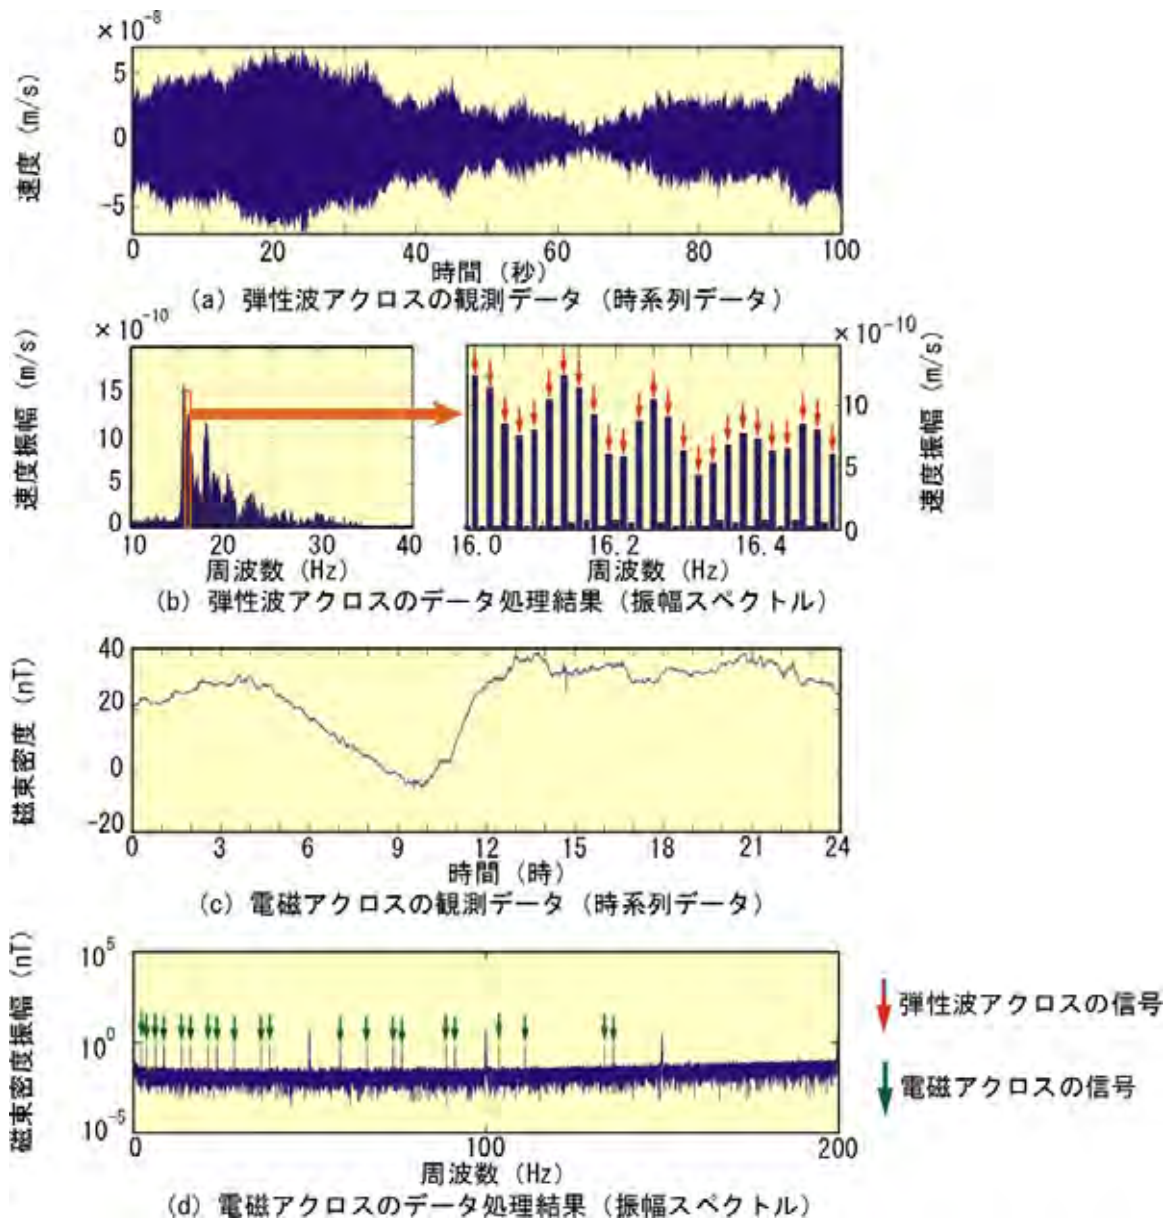 ×10-8
速度 (m/s)
5
0
-5
0 20 40 60 80 100
時間 (秒)
(a) 弾性波アクロスの観測データ (時系列データ)
×10-10
速度振幅 (m/s)
15
10
5
0
10 20 30 40
周波数 (Hz)
×10-10
速度振幅 (m/s)
10
5
0
16.0 16.2 16.4
周波数 (Hz)
(b) 弾性波アクロスのデータ処理結果 (振幅スペクトル)
磁束密度 (nT)
40
20
0
-20
0 3 6 9 12 15 18 21 24
時間 (時)
(c) 電磁アクロスの観測データ (時系列データ)
磁束密度振幅 (nT)
10 5
10 0
10-5
0 100 200
周波数 (Hz)
(d) 電磁アクロスのデータ処理結果 (振幅スペクトル)
弾性波アクロスの信号
電磁アクロスの信号